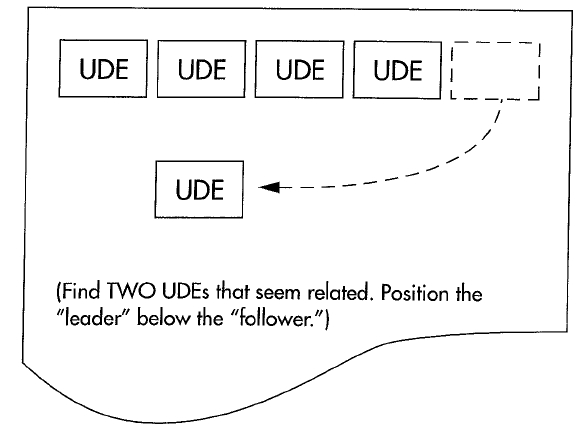 UDE UDE UDE UDE
UDE
(Find TWO UDEs that seem related. Position the
"leader" below the "follower.")